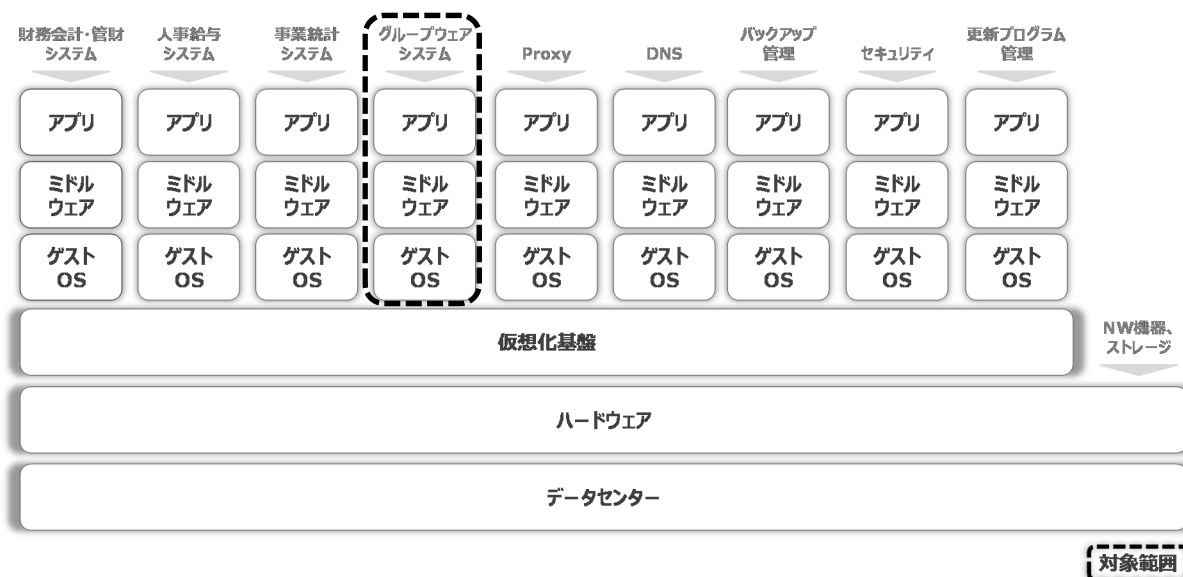 財務会計・管財
システム
人事給与
システム
事業統計
システム
グループウェア
システム
Proxy
DNS
バックアップ
管理
セキュリティ
更新プログラム
管理
アプリ
アプリ
アプリ
アプリ
アプリ
アプリ
アプリ
アプリ
アプリ
ミドル
ウェア
ミドル
ウェア
ミドル
ウェア
ミドル
ウェア
ミドル
ウェア
ミドル
ウェア
ミドル
ウェア
ミドル
ウェア
ミドル
ウェア
ゲスト
OS
ゲスト
OS
ゲスト
OS
ゲスト
OS
ゲスト
OS
ゲスト
OS
ゲスト
OS
ゲスト
OS
ゲスト
OS
仮想化基盤
NW機器、
ストレージ
ハードウェア
データセンター
対象範囲